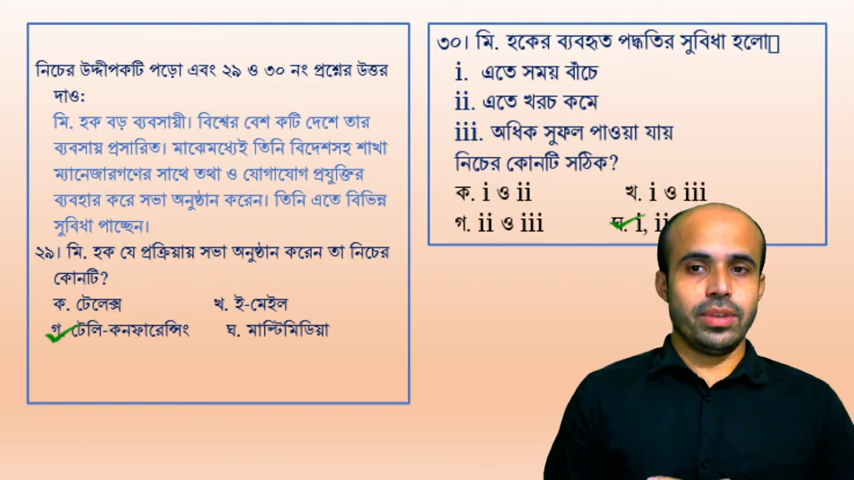 নিচের উদ্দীপকটি পড়ো এবং ২৯ ও ৩০ নং প্রশ্নের উত্তর
দাও:
মি. হক বড় ব্যবসায়ী। বিশ্বের বেশ কটি দেশে তার
ব্যবসায় প্রসারিত। মাঝেমধ্যেই তিনি বিদেশসহ শাখা
ম্যানেজারগণের সাথে তথা ও যোগাযোগ প্রযুক্তির
ব্যবহার করে সভা অনুষ্ঠান করেন। তিনি এতে বিভিন্ন
সুবিধা পাচ্ছেন।
২৯। মি. হক যে প্রক্রিয়ায় সভা অনুষ্ঠান করেন তা নিচের
কোনটি?
ক. টেলেক্স খ. ই-মেইল
গ. টেলি-কনফারেন্সিং ঘ. মাল্টিমিডিয়া
৩০। মি. হকের ব্যবহৃত পদ্ধতির সুবিধা হলো
i. এতে সময় বাঁচে
ii. এতে খরচ কমে
iii. অধিক সুফল পাওয়া যায়
নিচের কোনটি সঠিক?
ক. i ও ii খ. i ও iii
গ. ii ও iii ঘ. i, ii